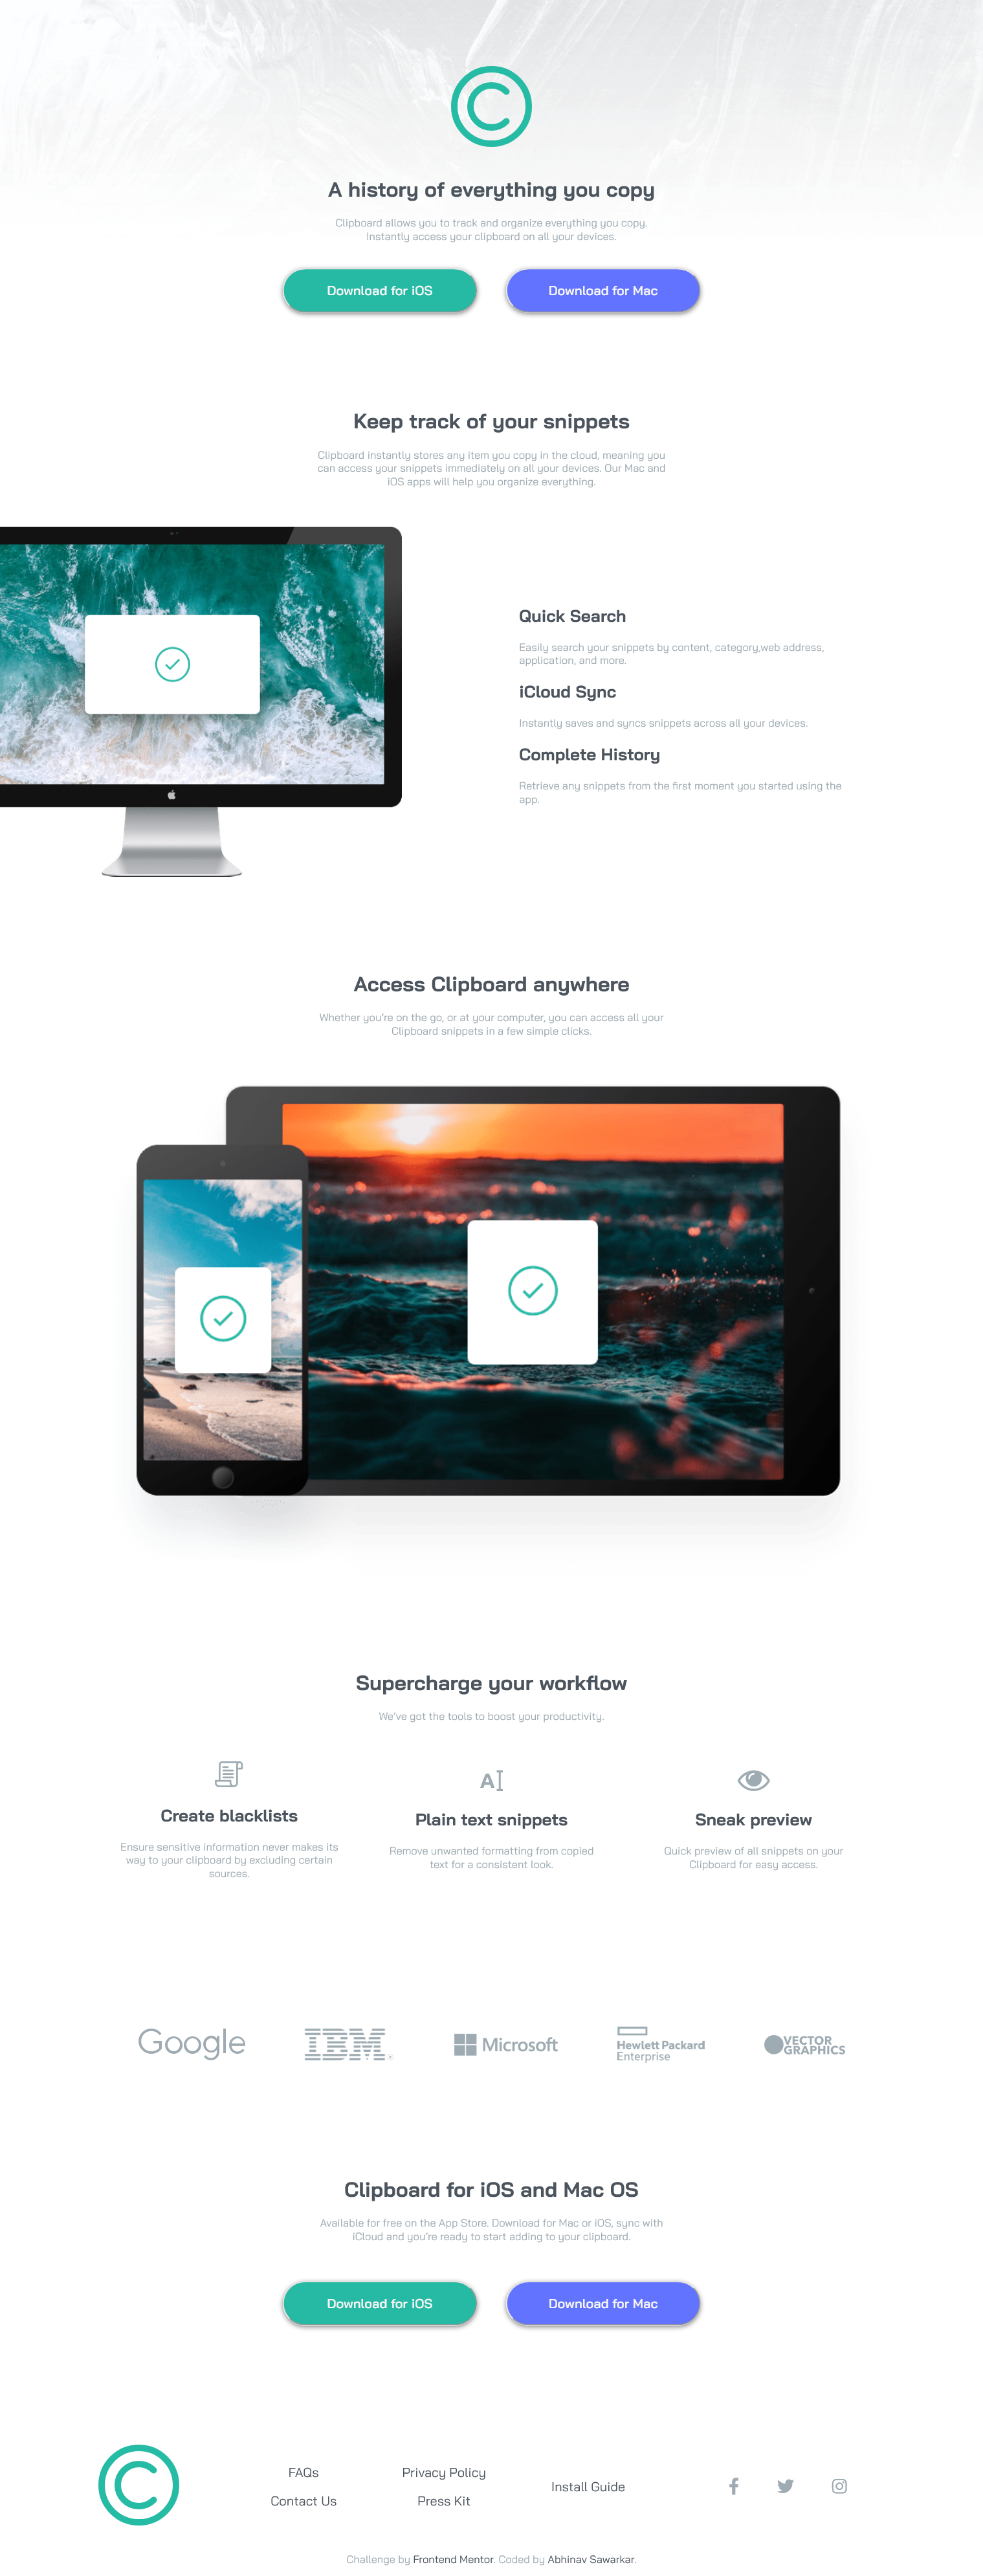 A history of everything you copy
Clipboard allows you to track and organize everything you copy.
Instantly access your clipboard on all your devices.
Download for iOS
Download for Mac
Keep track of your snippets
Clipboard instantly stores any item you copy in the cloud, meaning you
can access your snippets immediately on all your devices. Our Mac and
iOS apps will help you organize everything.
Quick Search
Easily search your snippets by content, category,web address,
application, and more.
iCloud Sync
Instantly saves and syncs snippets across all your devices.
Complete History
Retrieve any snippets from the first moment you started using the
app.
Access Clipboard anywhere
Whether you're on the go, or at your computer, you can access all your
Clipboard snippets in a few simple clicks.
Supercharge your workflow
We've got the tools to boost your productivity.
Create blacklists
Ensure sensitive information never makes its
way to your clipboard by excluding certain
sources.
Plain text snippets
Remove unwanted formatting from copied
text for a consistent look.
Sneak preview
Quick preview of all snippets on your
Clipboard for easy access.
Google
IBM
Microsoft
Hewlett Packard
Enterprise
VECTOR
GRAPHICS
Clipboard for iOS and Mac OS
Available for free on the App Store. Download for Mac or iOS, sync with
iCloud and you're ready to start adding to your clipboard.
Download for iOS
Download for Mac
FAQs
Contact Us
Privacy Policy
Press Kit
Install Guide
Challenge by Frontend Mentor. Coded by Abhinav Sawarkar.